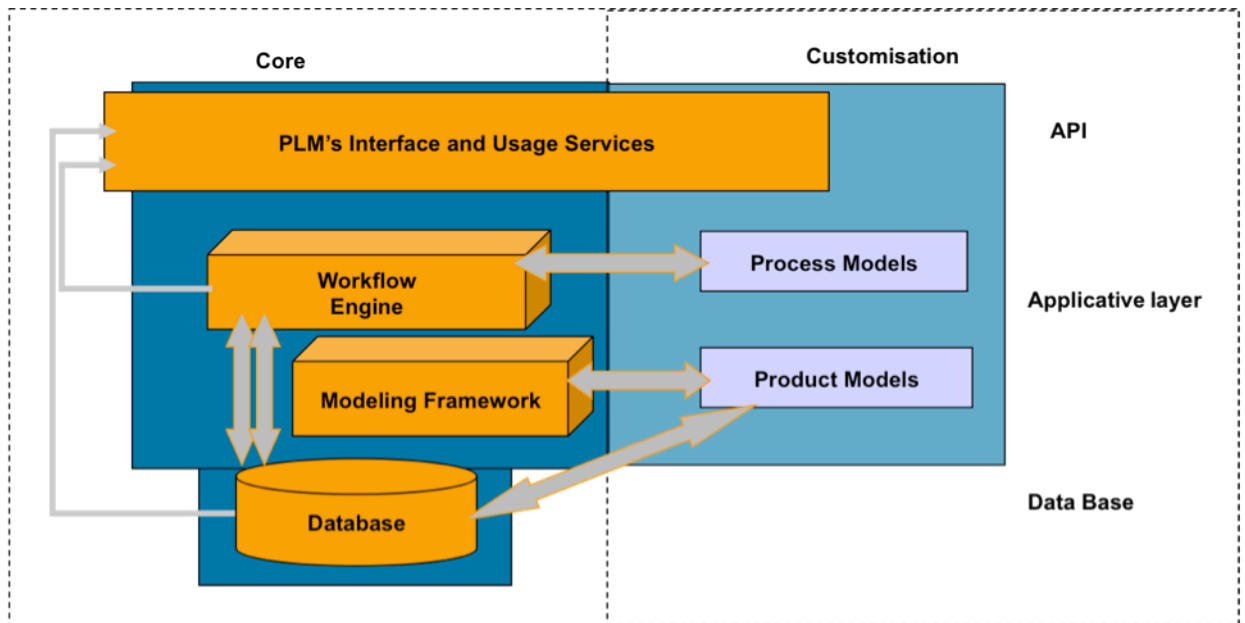 Core
Customisation
PLM’s Interface and Usage Services
API
Workflow
Engine
Process Models
Applicative layer
Modeling Framework
Product Models
Database
Data Base